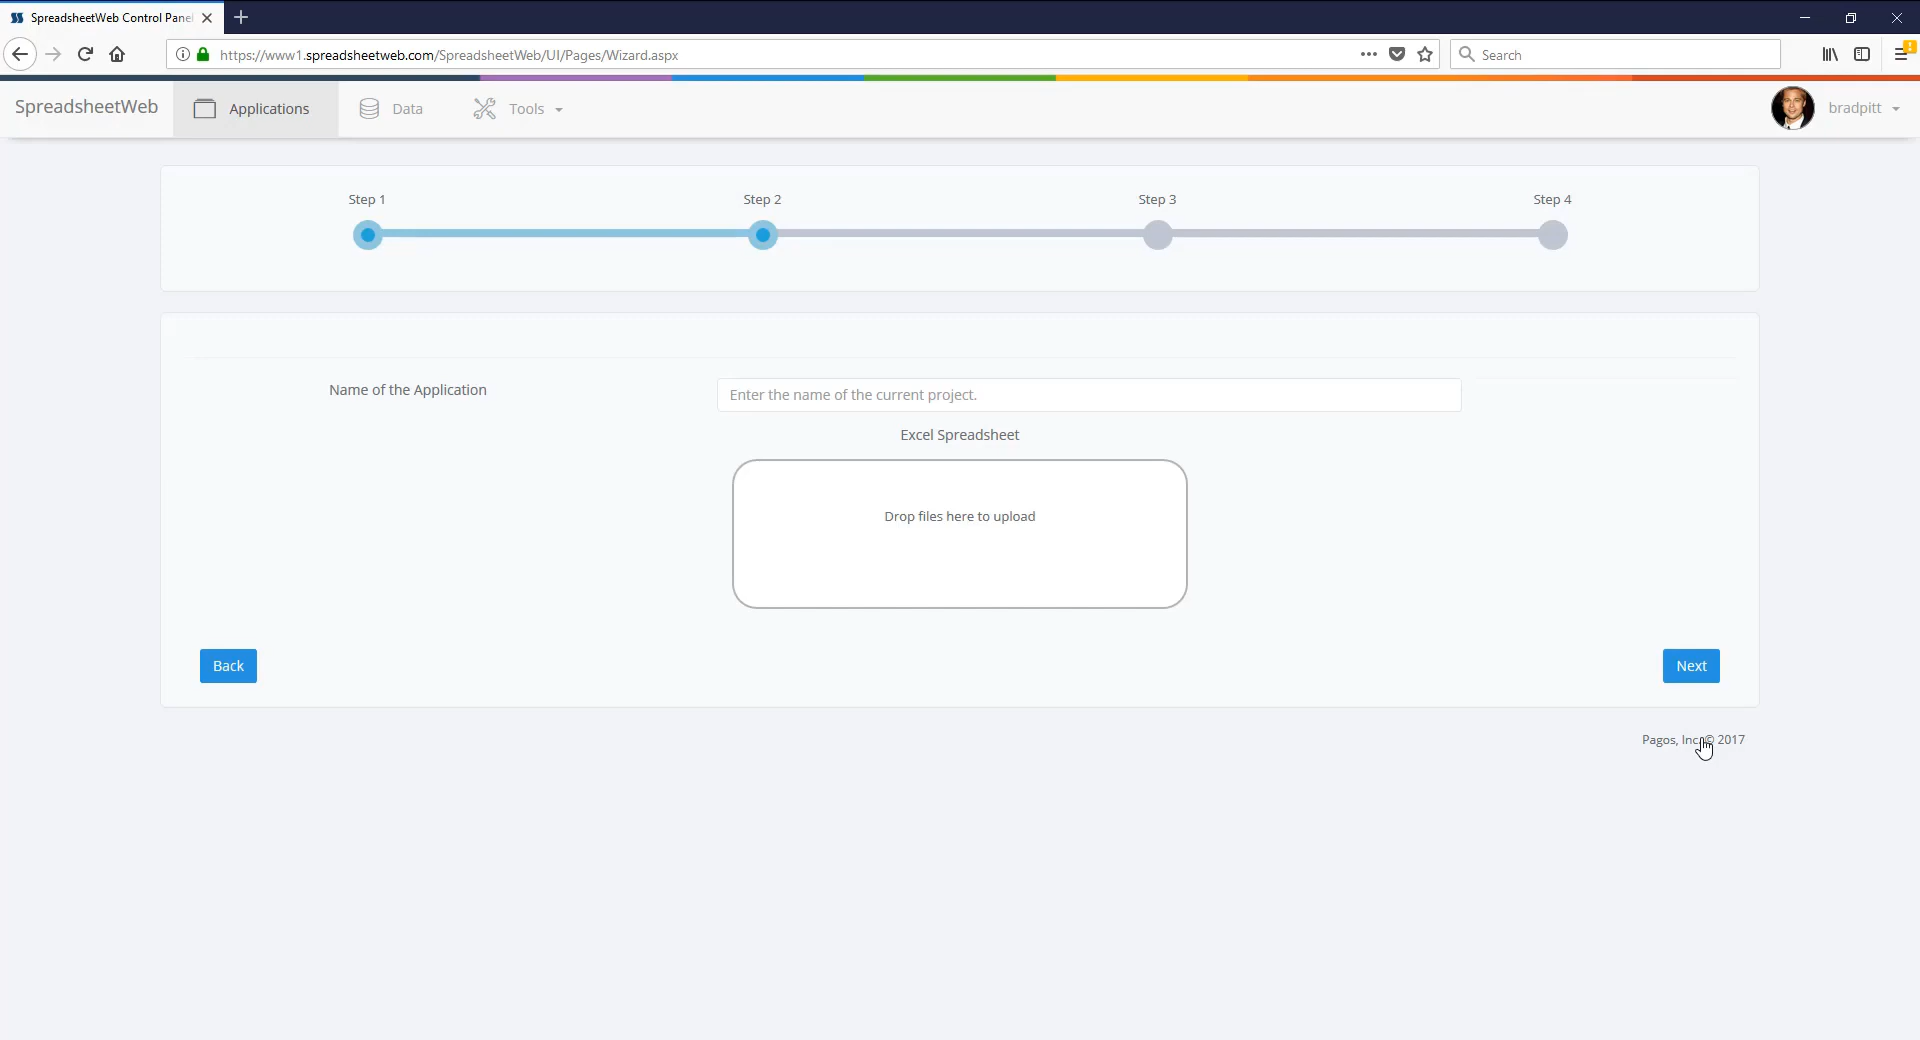 SpreadsheetWeb Control Pane
https://www1.spreadsheetweb.com/SpreadsheetWeb/UI/Pages/Wizard.aspx
Search
SpreadsheetWeb
Applications
Data
Tools
bradpitt
Step 1
Step 2
Step 3
Step 4
Name of the Application
Enter the name of the current project.
Excel Spreadsheet
Drop files here to upload
Back
Next
Pagos, Inc © 2017